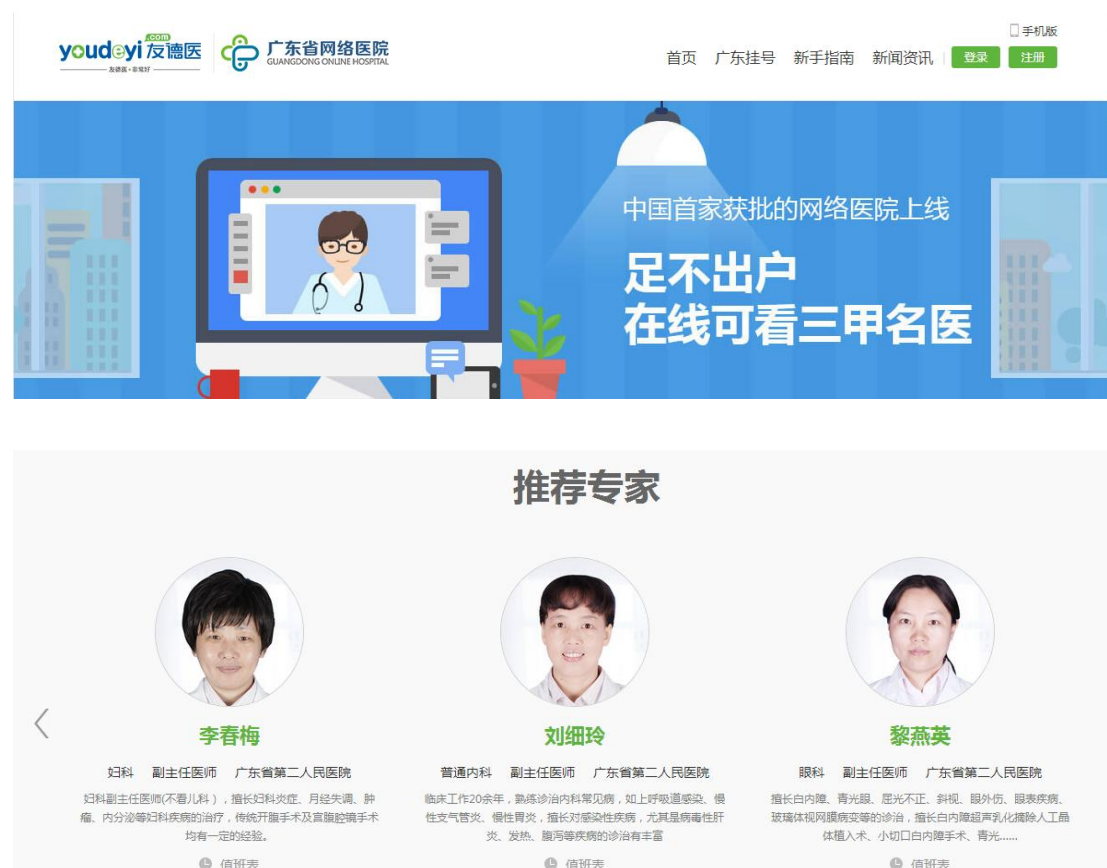 手机版
youdeyi.com 友德医
友德医·非常好
广东省网络医院
GUANGDONG ONLINE HOSPITAL
首页 广东挂号 新手指南 新闻资讯 登录 注册
中国首家获批的网络医院上线
足不出户
在线可看三甲名医
推荐专家
李春梅
妇科 副主任医师 广东省第二人民医院
妇科副主任医师(不看儿科)，擅长妇科炎症、月经失调、肿
瘤、内分泌等妇科疾病的治疗，传统开腹手术及宫腹腔镜手术
均有一定的经验。
值班表
刘细玲
普通内科 副主任医师 广东省第二人民医院
临床工作20余年，熟练诊治内科常见病，如上呼吸道感染、慢
性支气管炎、慢性胃炎，擅长对感染性疾病，尤其是病毒性肝
炎、发热、腹泻等疾病的诊治有丰富
值班表
黎燕英
眼科 副主任医师 广东省第二人民医院
擅长白内障、青光眼、屈光不正、斜视、眼外伤、眼表疾病、
玻璃体视网膜病变等的诊治，擅长白内障超声乳化摘除人工晶
体植入术、小切口白内障手术、青光......
值班表